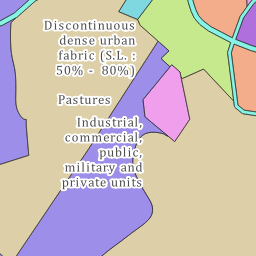 Discontinuous
dense urban
fabric (S.L. :
50% - 80%)
Pastures
Industrial,
commercial,
public,
military and
private units